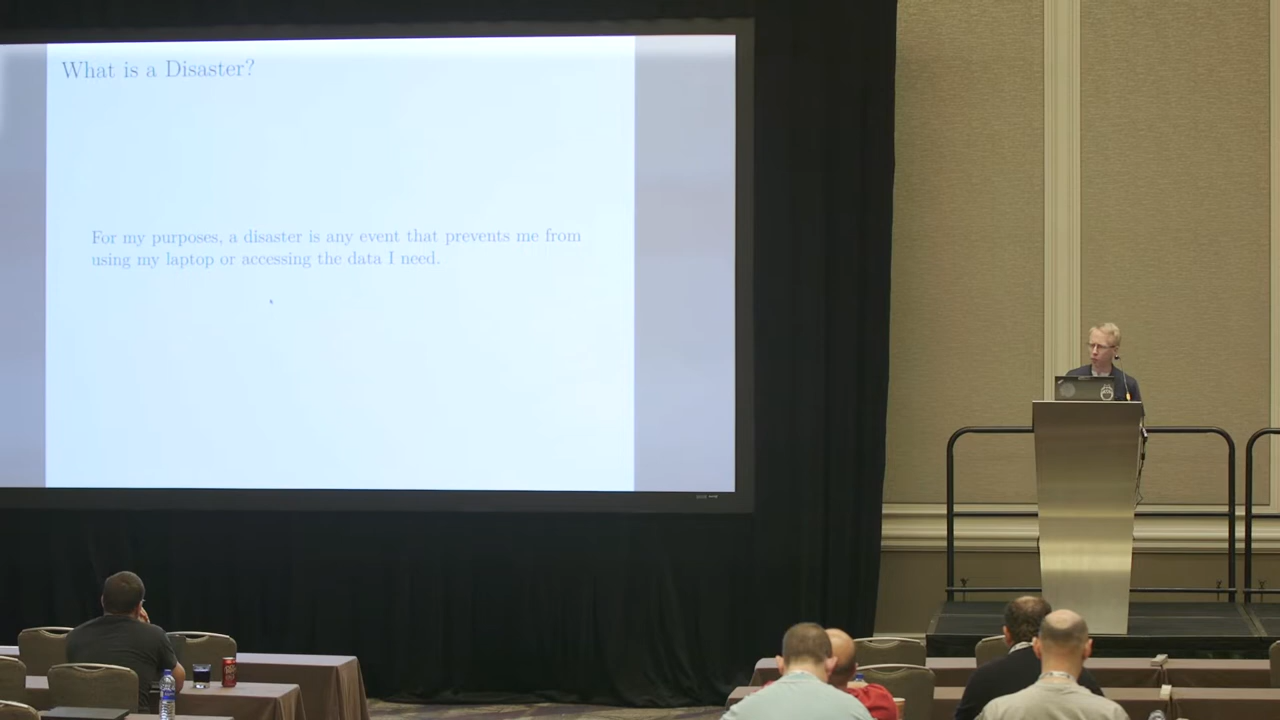 What is a Disaster?
For my purposes, a disaster is any event that prevents me from
using my laptop or accessing the data I need.